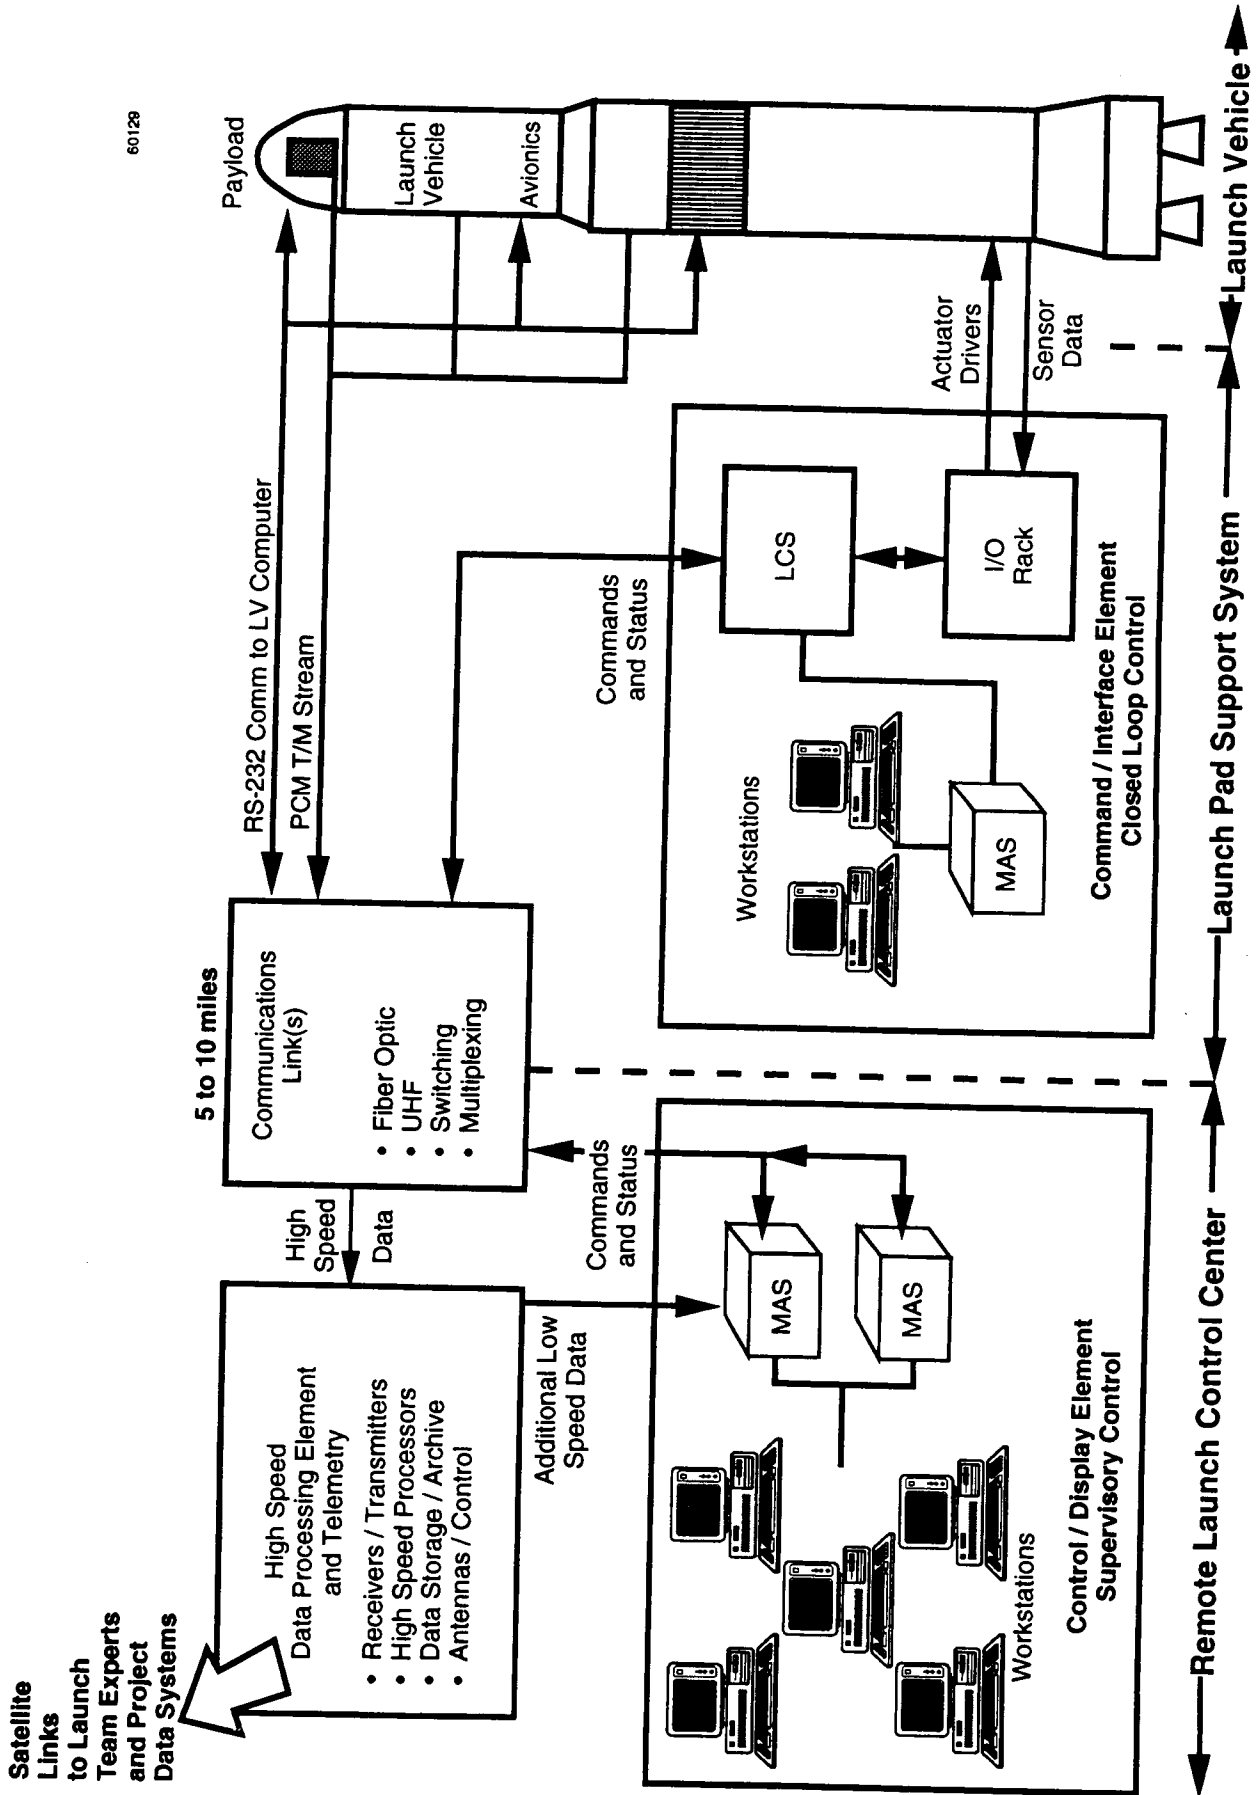 Satellite
Links
to Launch
Team Experts
and Project
Data Systems
High Speed
Data Processing Element
and Telemetry
• Receivers / Transmitters
• High Speed Processors
• Data Storage / Archive
• Antennas / Control
High
Speed
Data
5 to 10 miles
Communications
Link(s)
• Fiber Optic
• UHF
• Switching
• Multiplexing
RS-232 Comm to LV Computer
PCM T/M Stream
60129
Payload
Launch
Vehicle
Avionics
Additional Low
Speed Data
Commands
and Status
Commands
and Status
MAS
MAS
Workstations
Control / Display Element
Supervisory Control
Workstations
MAS
LCS
I/O
Rack
Command / Interface Element
Closed Loop Control
Actuator
Drivers
Sensor
Data
Remote Launch Control Center
Launch Pad Support System
Launch Vehicle